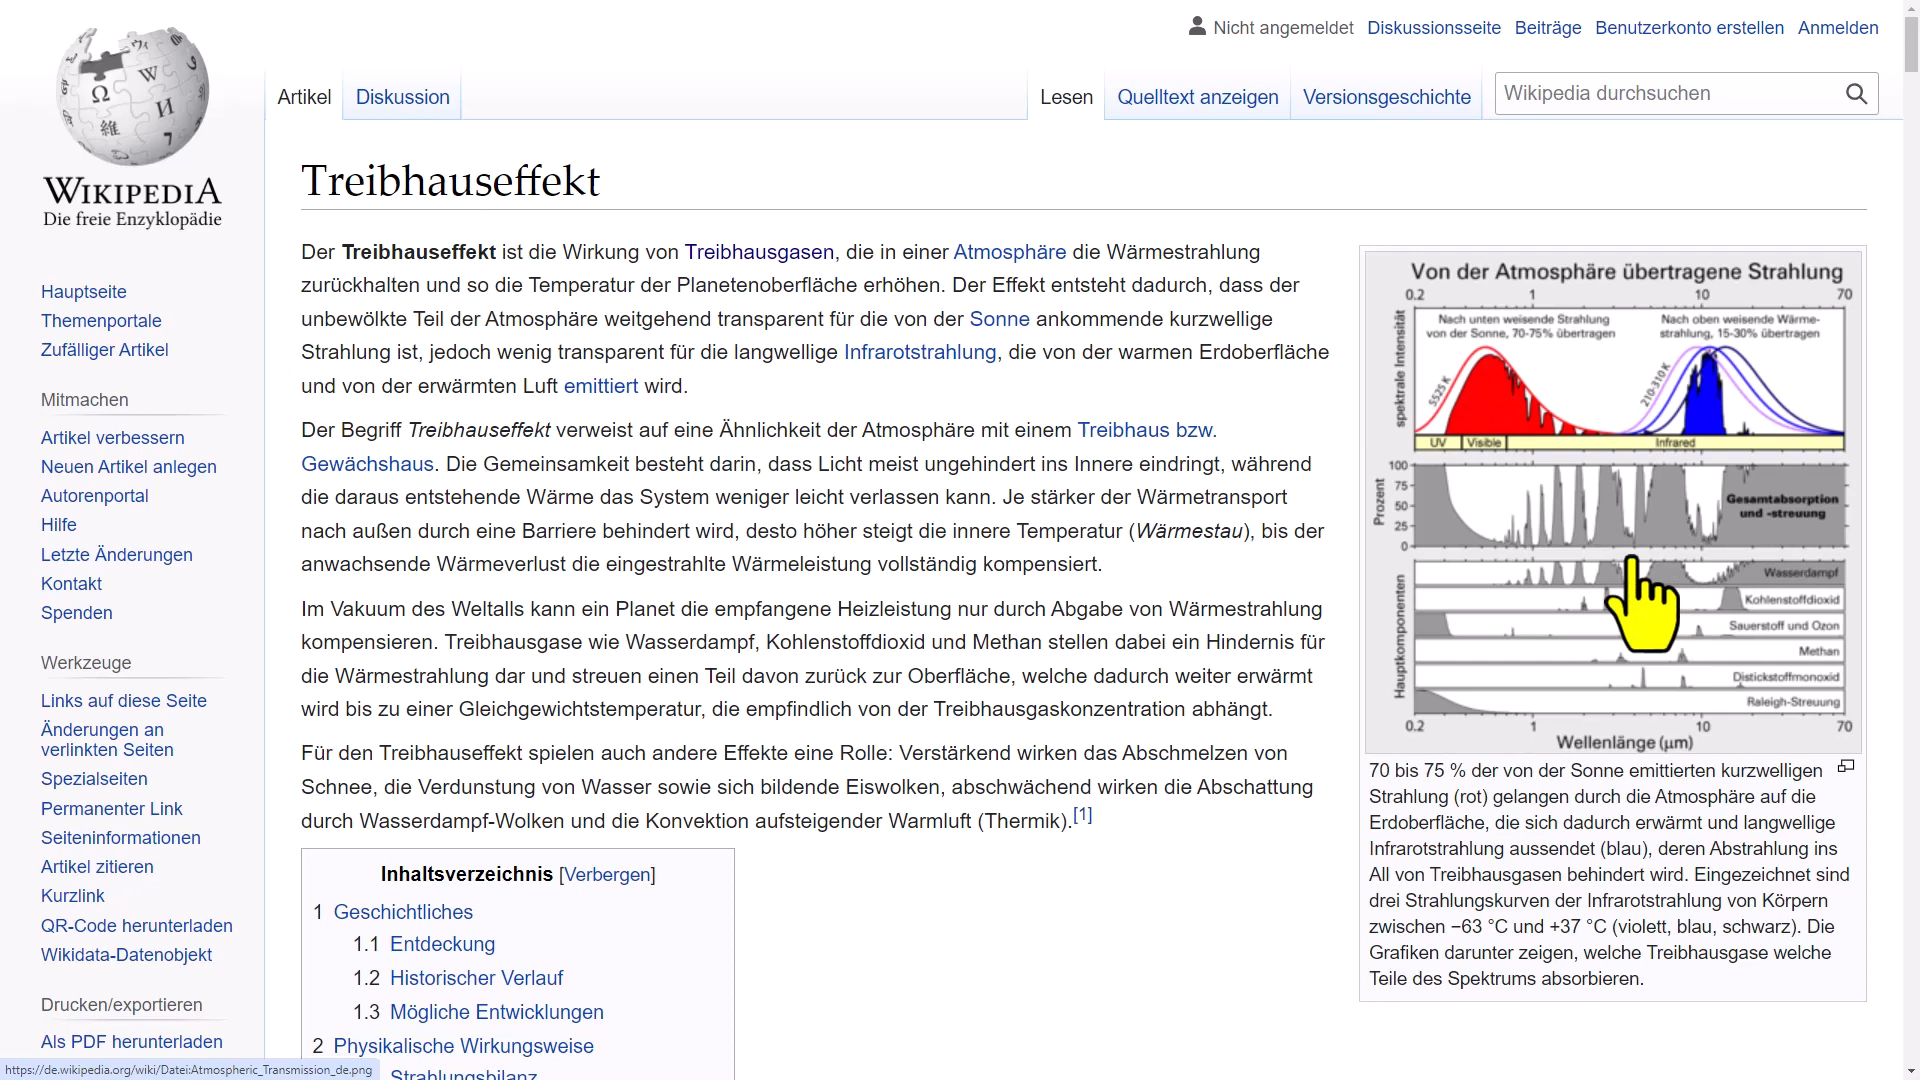 Nicht angemeldet Diskussionsseite Beiträge Benutzerkonto erstellen Anmelden
Artikel Diskussion Lesen Quelltext anzeigen Versionsgeschichte Wikipedia durchsuchen
WIKIPEDIA
Die freie Enzyklopädie
Hauptseite
Themenportale
Zufälliger Artikel
Mitmachen
Artikel verbessern
Neuen Artikel anlegen
Autorenportal
Hilfe
Letzte Änderungen
Kontakt
Spenden
Werkzeuge
Links auf diese Seite
Änderungen an
verlinkten Seiten
Spezialseiten
Permanenter Link
Seiteninformationen
Artikel zitieren
Kurzlink
QR-Code herunterladen
Wikidata-Datenobjekt
Drucken/exportieren
Als PDF herunterladen
Treibhauseffekt
Der Treibhauseffekt ist die Wirkung von Treibhausgasen, die in einer Atmosphäre die Wärmestrahlung
zurückhalten und so die Temperatur der Planetenoberfläche erhöhen. Der Effekt entsteht dadurch, dass der
unbewölkte Teil der Atmosphäre weitgehend transparent für die von der Sonne ankommende kurzwellige
Strahlung ist, jedoch wenig transparent für die langwellige Infrarotstrahlung, die von der warmen Erdoberfläche
und von der erwärmten Luft emittiert wird.
Der Begriff Treibhauseffekt verweist auf eine Ähnlichkeit der Atmosphäre mit einem Treibhaus bzw.
Gewächshaus. Die Gemeinsamkeit besteht darin, dass Licht meist ungehindert ins Innere eindringt, während
die daraus entstehende Wärme das System weniger leicht verlassen kann. Je stärker der Wärmetransport
nach außen durch eine Barriere behindert wird, desto höher steigt die innere Temperatur (Wärmestau), bis der
anwachsende Wärmeverlust die eingestrahlte Wärmeleistung vollständig kompensiert.
Im Vakuum des Weltalls kann ein Planet die empfangene Heizleistung nur durch Abgabe von Wärmestrahlung
kompensieren. Treibhausgase wie Wasserdampf, Kohlenstoffdioxid und Methan stellen dabei ein Hindernis für
die Wärmestrahlung dar und streuen einen Teil davon zurück zur Oberfläche, welche dadurch weiter erwärmt
wird bis zu einer Gleichgewichtstemperatur, die empfindlich von der Treibhausgaskonzentration abhängt.
Für den Treibhauseffekt spielen auch andere Effekte eine Rolle: Verstärkend wirken das Abschmelzen von
Schnee, die Verdunstung von Wasser sowie sich bildende Eiswolken, abschwächend wirken die Abschattung
durch Wasserdampf-Wolken und die Konvektion aufsteigender Warmluft (Thermik).[1]
Inhaltsverzeichnis [Verbergen]
1 Geschichtliches
1.1 Entdeckung
1.2 Historischer Verlauf
1.3 Mögliche Entwicklungen
2 Physikalische Wirkungsweise
Strahlungsbilanz
Von der Atmosphäre übertragene Strahlung
0.2 1 10 70
spektrale Intensität
Nach unten weisende Strahlung
von der Sonne, 70-75% übertragen
Nach oben weisende Wärme-
strahlung, 15-30% übertragen
5525 K
210-310 K
UV Visible Infrared
Prozent
100
75
50
25
0
Gesamtabsorption
und -streuung
Hauptkomponenten
Wasserdampf
Kohlenstoffdioxid
Sauerstoff und Ozon
Methan
Distickstoffmonoxid
Raleigh-Streuung
0.2 1 10 70
Wellenlänge (µm)
70 bis 75 % der von der Sonne emittierten kurzwelligen
Strahlung (rot) gelangen durch die Atmosphäre auf die
Erdoberfläche, die sich dadurch erwärmt und langwellige
Infrarotstrahlung aussendet (blau), deren Abstrahlung ins
All von Treibhausgasen behindert wird. Eingezeichnet sind
drei Strahlungskurven der Infrarotstrahlung von Körpern
zwischen −63 °C und +37 °C (violett, blau, schwarz). Die
Grafiken darunter zeigen, welche Treibhausgase welche
Teile des Spektrums absorbieren.
https://de.wikipedia.org/wiki/Datei:Atmospheric_Transmission_de.png